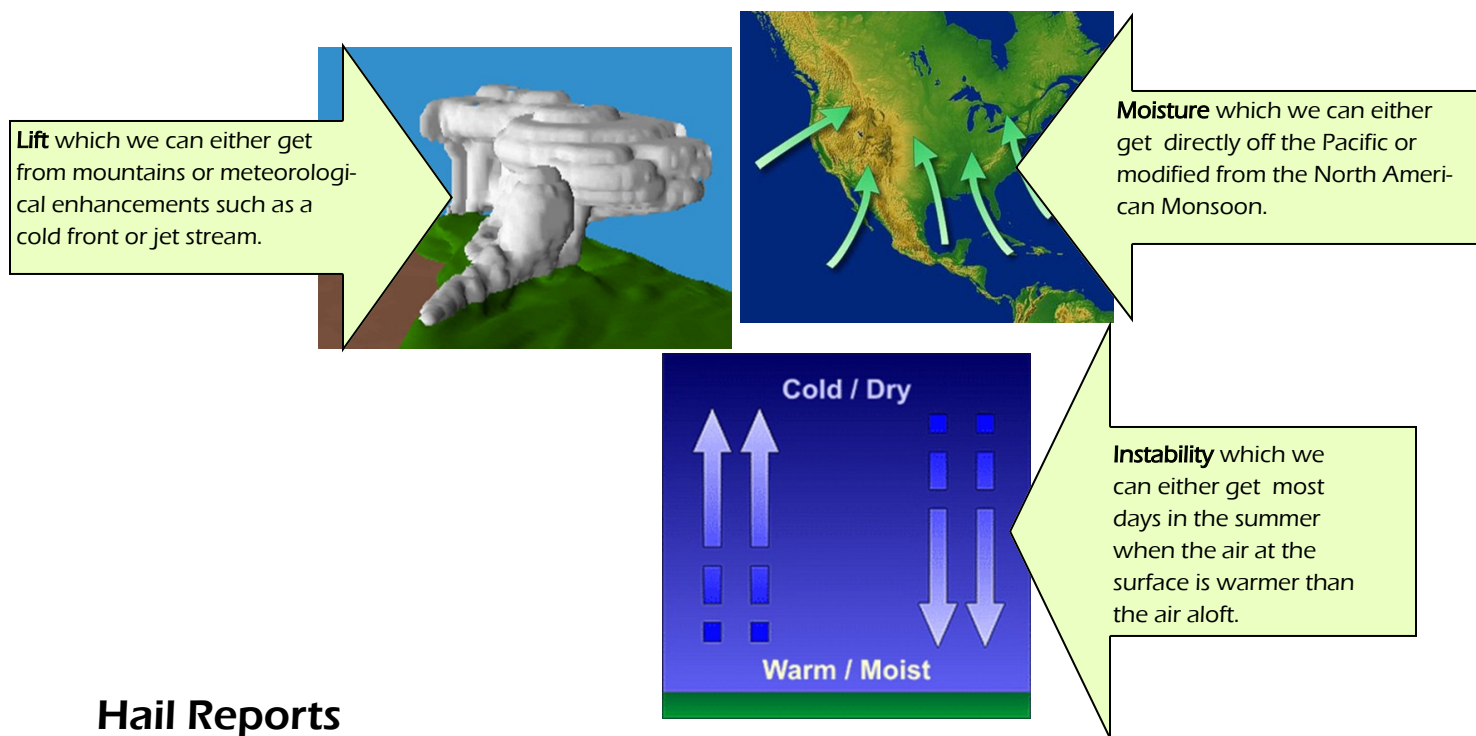 Lift which we can either get
from mountains or meteorologi-
cal enhancements such as a
cold front or jet stream.
Moisture which we can either
get  directly off the Pacific or
modified from the North Ameri-
can Monsoon.
Cold / Dry
Warm / Moist
Instability which we
can either get  most
days in the summer
when the air at the
surface is warmer than
the air aloft.
Hail Reports